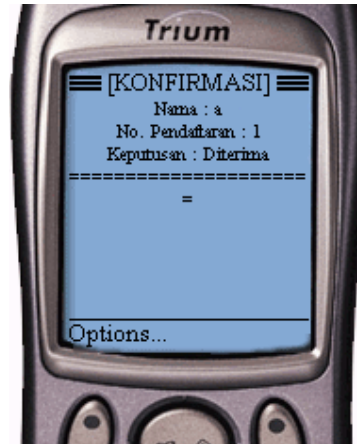 Trium
[KONFIRMASI]
Nama : a
No. Pendaftaran : 1
Keputusan : Diterima
======================
=
Options...